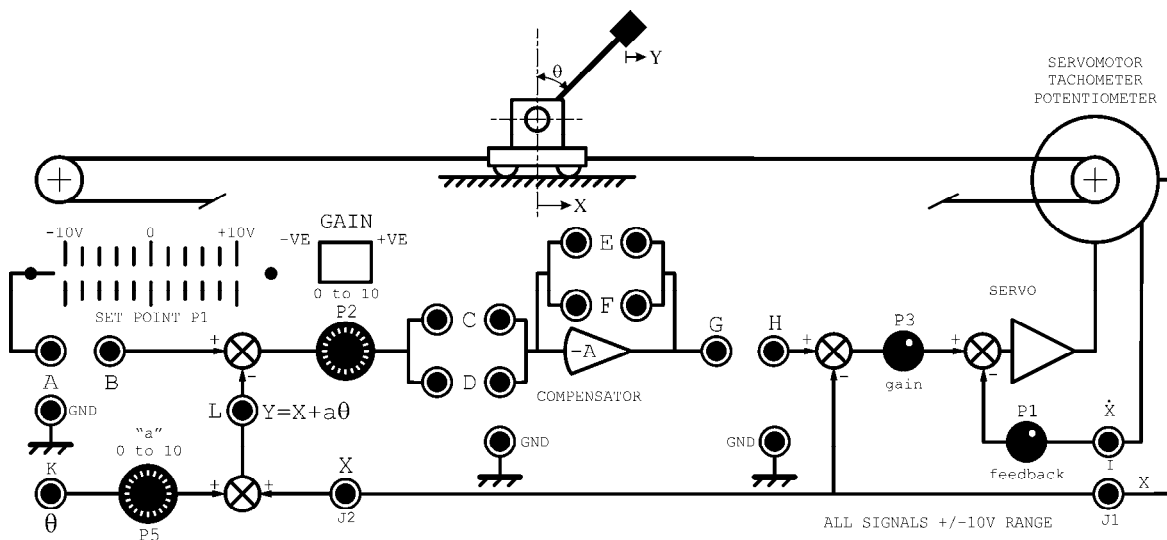 θ
Y
X
SERVOMOTOR
TACHOMETER
POTENTIOMETER
-10V 0 +10V
SET POINT P1
GAIN
-VE +VE
0 to 10
P2
A
B
+
-
GND
L
Y=X+aθ
"a"
0 to 10
K
θ
P5
+
+
X
J2
C
D
E
F
-A
COMPENSATOR
G
H
GND
GND
+
-
P3
gain
+
-
SERVO
P1
feedback
Ẋ
I
X
J1
ALL SIGNALS +/-10V RANGE